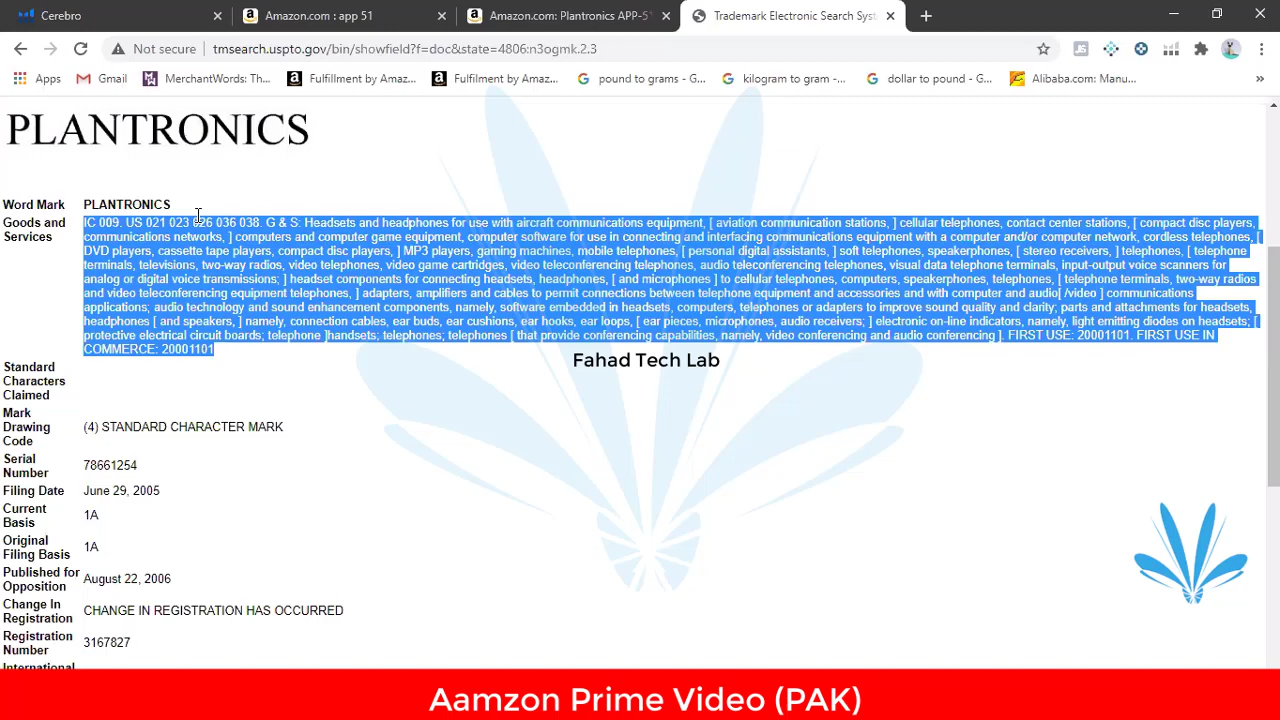 Cerebro
Amazon.com : app 51
Amazon.com: Plantronics APP-5
Trademark Electronic Search Syst
Not secure
tmsearch.uspto.gov/bin/showfield?f=doc&state=4806:n3ogmk.2.3
Apps
Gmail
MerchantWords: Th...
Fulfillment by Amaz...
Fulfilment by Amaz...
pound to grams - G...
kilogram to gram -...
dollar to pound - G...
Alibaba.com: Manu...
PLANTRONICS
Word Mark PLANTRONICS
Goods and Services
IC 009. US 021 023 026 036 038. G & S: Headsets and headphones for use with aircraft communications equipment, [ aviation communication stations, ] cellular telephones, contact center stations, [ compact disc players,
communications networks, ] computers and computer game equipment, computer software for use in connecting and interfacing communications equipment with a computer and/or computer network, cordless telephones, [
DVD players, cassette tape players, compact disc players, ] MP3 players, gaming machines, mobile telephones, [ personal digital assistants, ] soft telephones, speakerphones, [ stereo receivers, ] telephones, [ telephone
terminals, televisions, two-way radios, video telephones, video game cartridges, video teleconferencing telephones, audio teleconferencing telephones, visual data telephone terminals, input-output voice scanners for
analog or digital voice transmissions; ] headset components for connecting headsets, headphones, [ and microphones ] to cellular telephones, computers, speakerphones, telephones, [ telephone terminals, two-way radios
and video teleconferencing equipment telephones, ] adapters, amplifiers and cables to permit connections between telephone equipment and accessories and with computer and audio[ /video ] communications
applications; audio technology and sound enhancement components, namely, software embedded in headsets, computers, telephones or adapters to improve sound quality and clarity; parts and attachments for headsets,
headphones [ and speakers, ] namely, connection cables, ear buds, ear cushions, ear hooks, ear loops, [ ear pieces, microphones, audio receivers; ] electronic on-line indicators, namely, light emitting diodes on headsets; [
protective electrical circuit boards; telephone ]handsets; telephones; telephones [ that provide conferencing capabilities, namely, video conferencing and audio conferencing ]. FIRST USE: 20001101. FIRST USE IN
COMMERCE: 20001101
Fahad Tech Lab
Standard
Characters
Claimed
Mark
Drawing
Code
(4) STANDARD CHARACTER MARK
Serial
Number
78661254
Filing Date June 29, 2005
Current
Basis
1A
Original
Filing Basis
1A
Published for
Opposition
August 22, 2006
Change In
Registration
CHANGE IN REGISTRATION HAS OCCURRED
Registration
Number
3167827
International
Aamzon Prime Video (PAK)